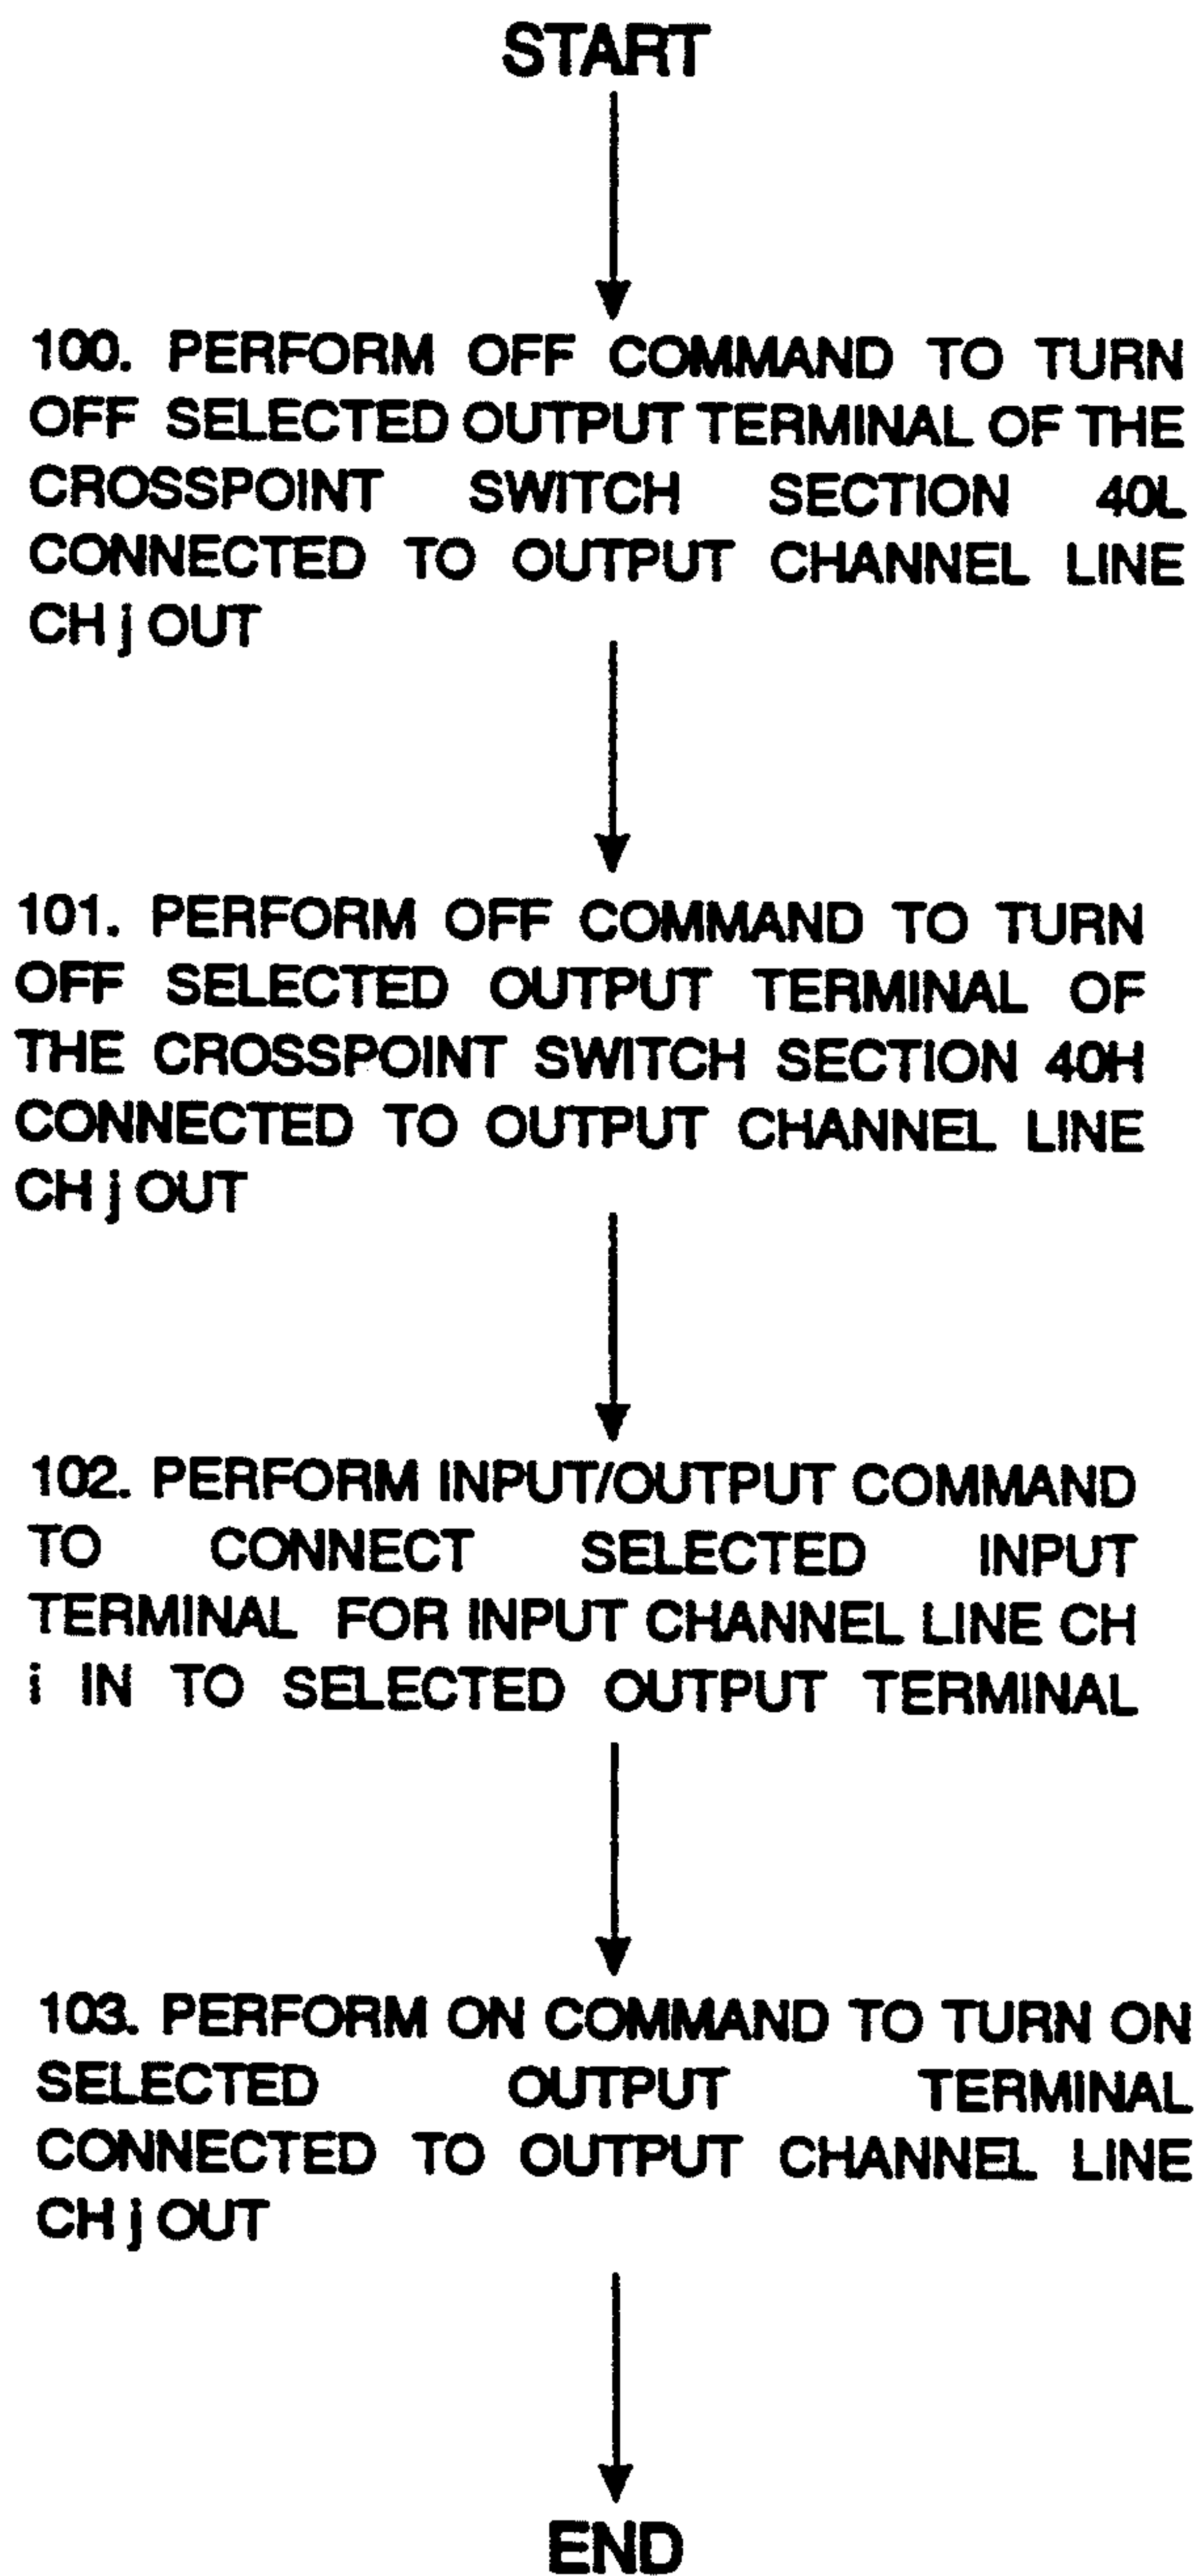 START
100. PERFORM OFF COMMAND TO TURN
OFF SELECTED OUTPUT TERMINAL OF THE
CROSSPOINT SWITCH SECTION 40L
CONNECTED TO OUTPUT CHANNEL LINE
CH j OUT
101. PERFORM OFF COMMAND TO TURN
OFF SELECTED OUTPUT TERMINAL OF
THE CROSSPOINT SWITCH SECTION 40H
CONNECTED TO OUTPUT CHANNEL LINE
CH j OUT
102. PERFORM INPUT/OUTPUT COMMAND
TO CONNECT SELECTED INPUT
TERMINAL FOR INPUT CHANNEL LINE CH
i IN TO SELECTED OUTPUT TERMINAL
103. PERFORM ON COMMAND TO TURN ON
SELECTED OUTPUT TERMINAL
CONNECTED TO OUTPUT CHANNEL LINE
CH j OUT
END